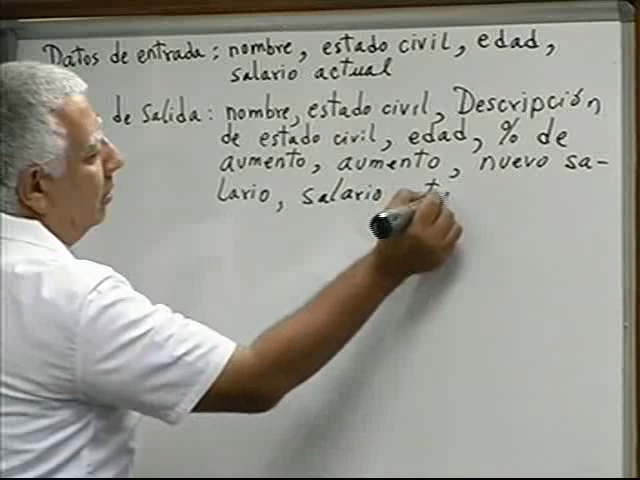 Datos de entrada: nombre, estado civil, edad,
salario actual
de Salida: nombre, estado civil, Descripción
de estado civil, edad, % de
aumento, aumento, nuevo sa-
lario, salario